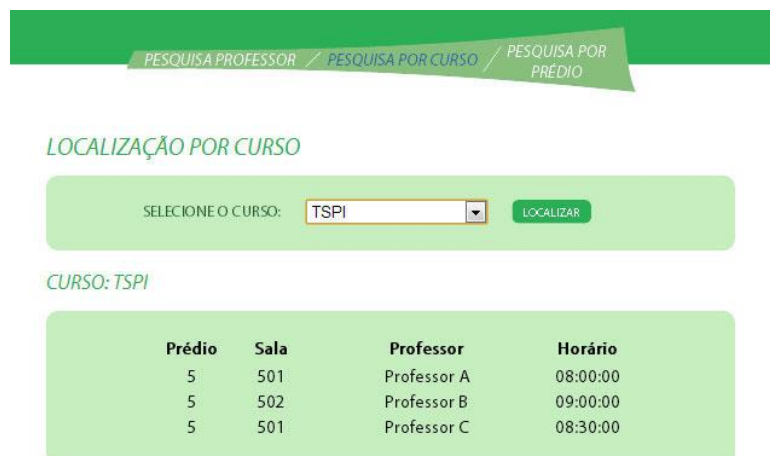 PESQUISA PROFESSOR / PESQUISA POR CURSO / PESQUISA POR
PRÉDIO
LOCALIZAÇÃO POR CURSO
SELECIONE O CURSO: TSPI LOCALIZAR
CURSO: TSPI
Prédio Sala Professor Horário
5 501 Professor A 08:00:00
5 502 Professor B 09:00:00
5 501 Professor C 08:30:00